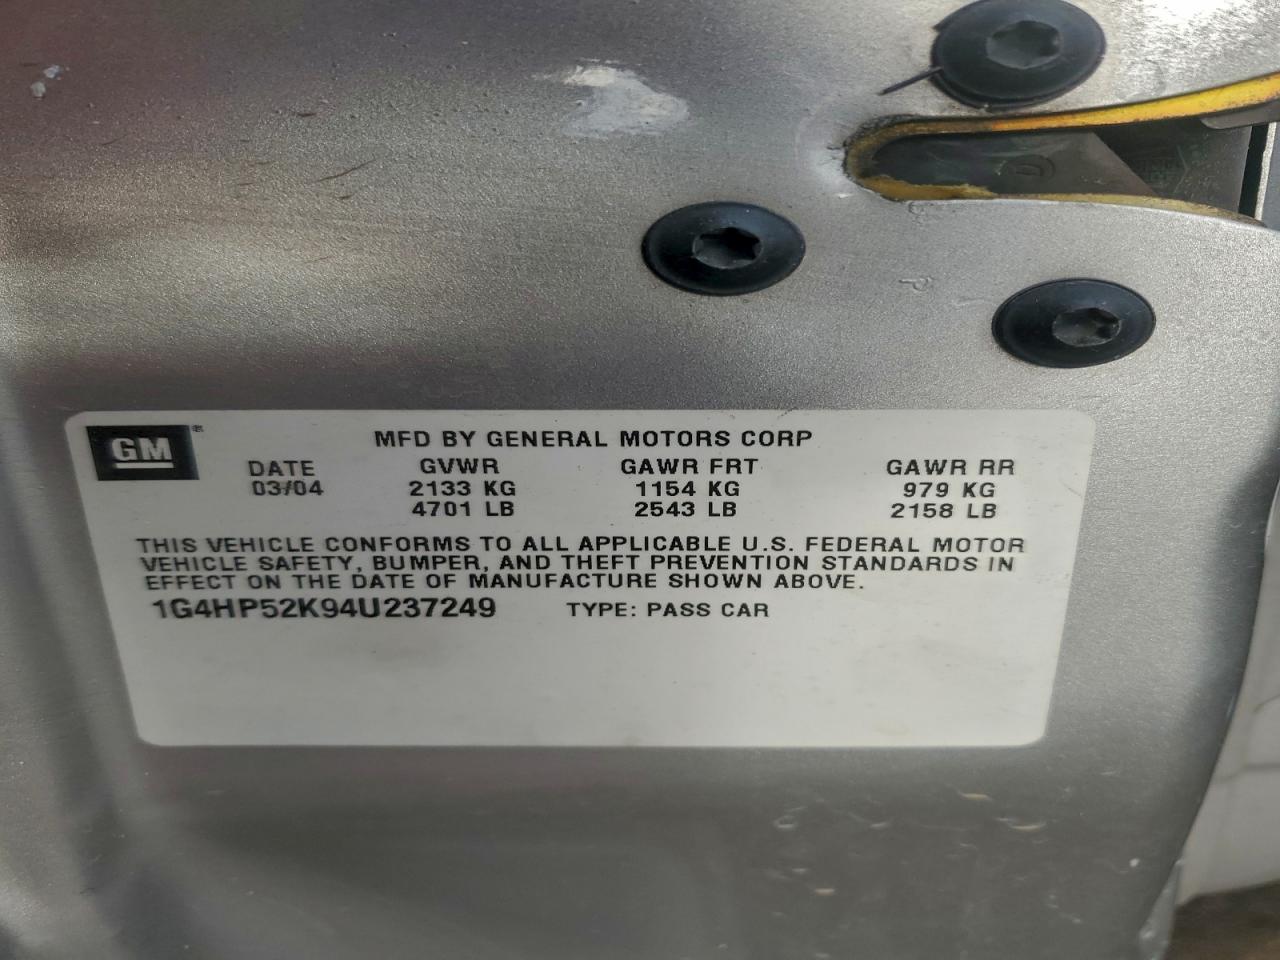 GM ®
MFD BY GENERAL MOTORS CORP
DATE GVWR GAWR FRT GAWR RR
03/04 2133 KG 1154 KG 979 KG
4701 LB 2543 LB 2158 LB
THIS VEHICLE CONFORMS TO ALL APPLICABLE U.S. FEDERAL MOTOR
VEHICLE SAFETY, BUMPER, AND THEFT PREVENTION STANDARDS IN
EFFECT ON THE DATE OF MANUFACTURE SHOWN ABOVE.
1G4HP52K94U237249 TYPE: PASS CAR